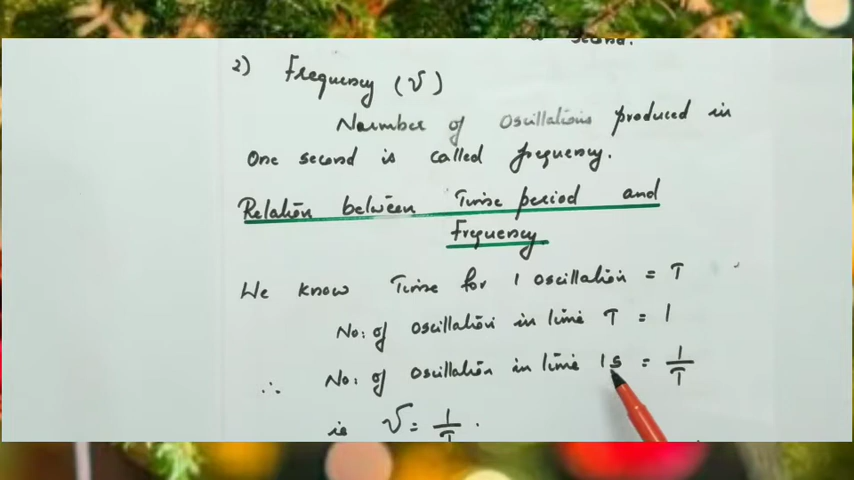 second.
2) Frequency (ν)
Number of Oscillations produced in
One second is called frequency.
Relation between Time period and
Frequency
We know Time for 1 oscillation = T
No: of oscillation in time T = 1
∴ No: of oscillation in time 1s = 1/T
ie ν = 1/T .